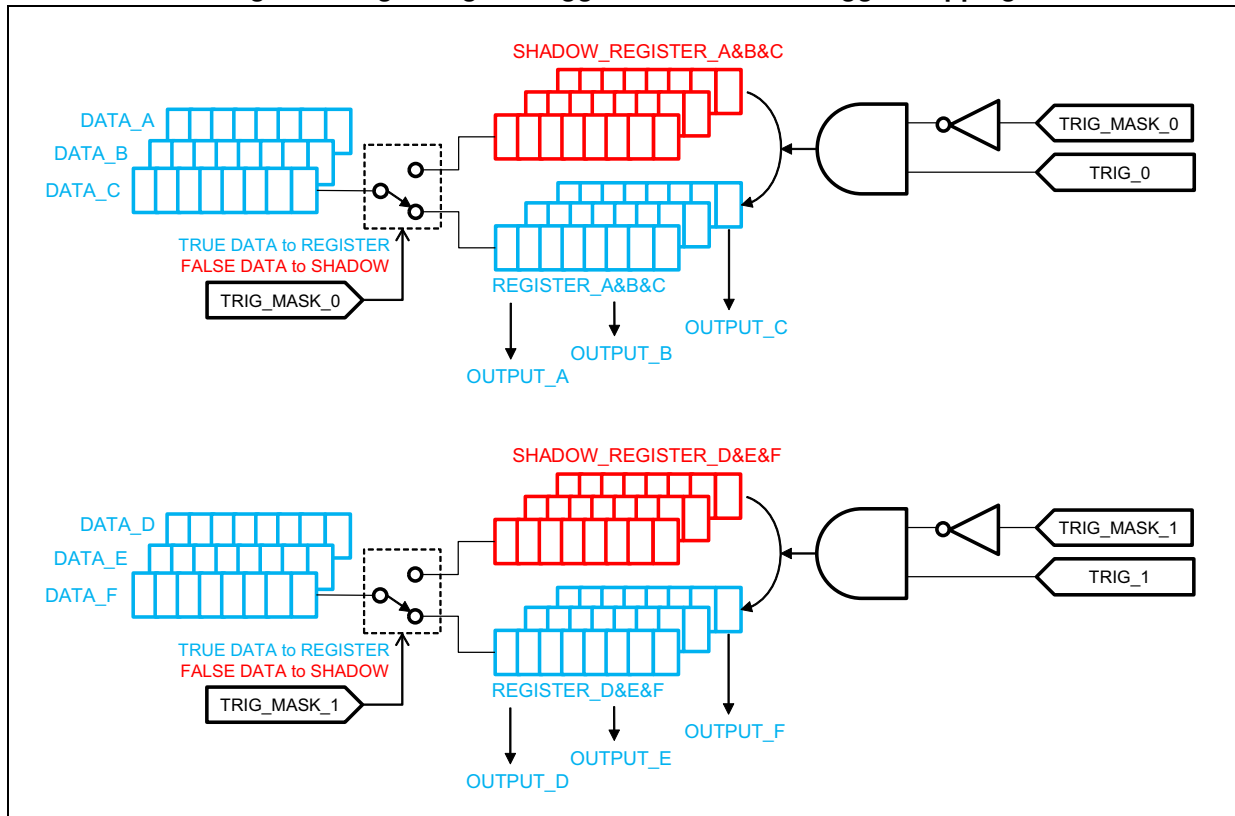 SHADOW_REGISTER_A&B&C
DATA_A
DATA_B
DATA_C
TRIG_MASK_0
TRIG_0
TRUE DATA to REGISTER
FALSE DATA to SHADOW
TRIG_MASK_0
REGISTER_A&B&C
OUTPUT_C
OUTPUT_B
OUTPUT_A
SHADOW_REGISTER_D&E&F
DATA_D
DATA_E
DATA_F
TRIG_MASK_1
TRIG_1
TRUE DATA to REGISTER
FALSE DATA to SHADOW
TRIG_MASK_1
REGISTER_D&E&F
OUTPUT_F
OUTPUT_E
OUTPUT_D